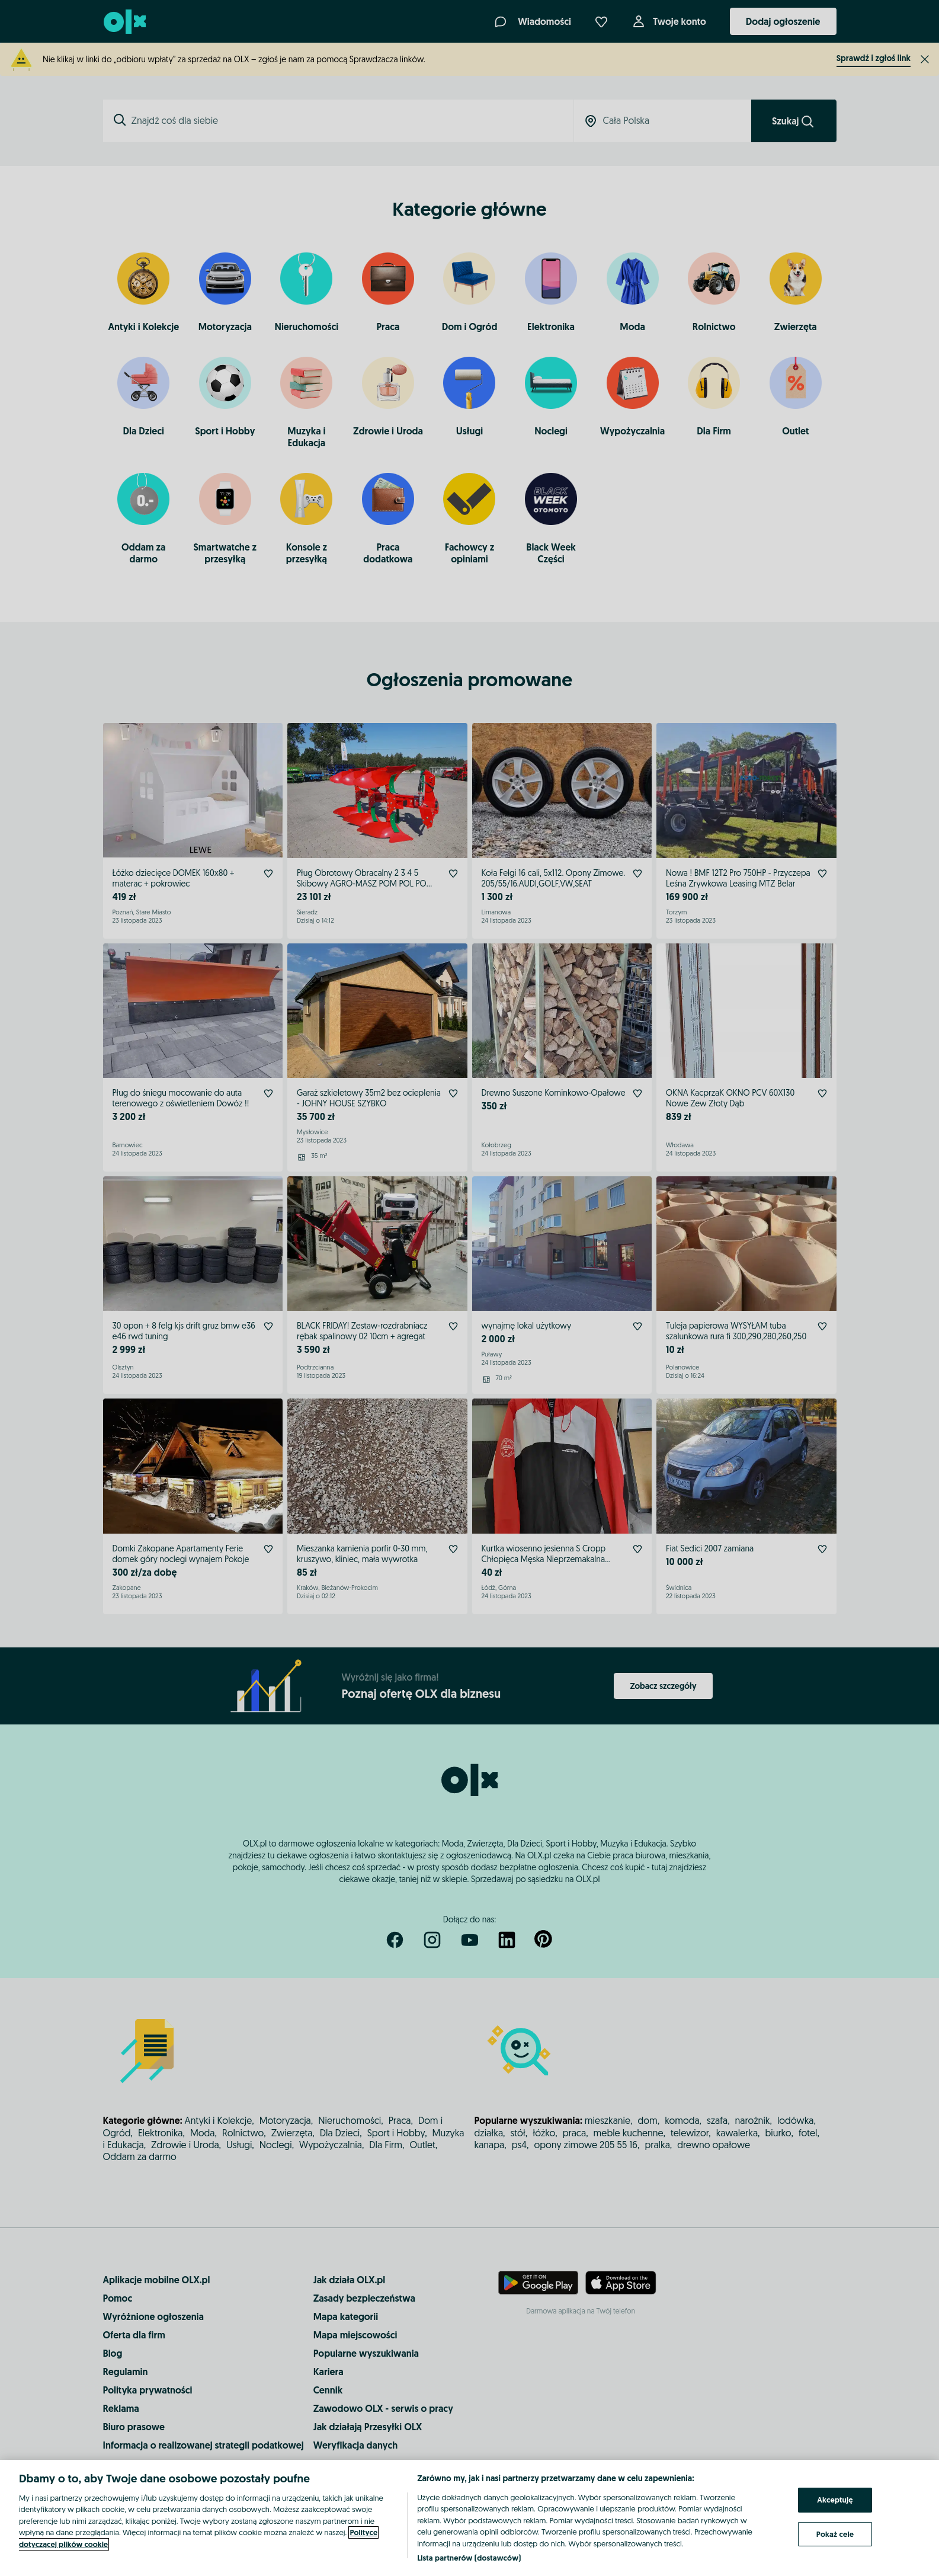 olx
Wiadomości
Twoje konto
Dodaj ogłoszenie
Nie klikaj w linki do „odbioru wpłaty” za sprzedaż na OLX – zgłoś je nam za pomocą Sprawdzacza linków.
Sprawdź i zgłoś link
Znajdź coś dla siebie
Cała Polska
Szukaj
Kategorie główne
Antyki i Kolekcje
Motoryzacja
Nieruchomości
Praca
Dom i Ogród
Elektronika
Moda
Rolnictwo
Zwierzęta
Dla Dzieci
Sport i Hobby
Muzyka i
Edukacja
Zdrowie i Uroda
Usługi
Noclegi
Wypożyczalnia
Dla Firm
Outlet
0.-
BLACK
WEEK
OTOMOTO
Oddam za
darmo
Smartwatche z
przesyłką
Konsole z
przesyłką
Praca
dodatkowa
Fachowcy z
opiniami
Black Week
Części
Ogłoszenia promowane
LEWE
Łóżko dziecięce DOMEK 160x80 +
materac + pokrowiec
419 zł
Poznań, Stare Miasto
23 listopada 2023
Pług Obrotowy Obracalny 2 3 4 5
Skibowy AGRO-MASZ POM POL PO...
23 101 zł
Sieradz
Dzisiaj o 14:12
Koła Felgi 16 cali, 5x112. Opony Zimowe.
205/55/16.AUDI,GOLF,VW,SEAT
1 300 zł
Limanowa
24 listopada 2023
Nowa ! BMF 12T2 Pro 750HP - Przyczepa
Leśna Zrywkowa Leasing MTZ Belar
169 900 zł
Torzym
23 listopada 2023
Pług do śniegu mocowanie do auta
terenowego z oświetleniem Dowóz !!
3 200 zł
Barnowiec
24 listopada 2023
Garaż szkieletowy 35m2 bez ocieplenia
- JOHNY HOUSE SZYBKO
35 700 zł
Mysłowice
23 listopada 2023
35 m²
Drewno Suszone Kominkowo-Opałowe
350 zł
Kołobrzeg
24 listopada 2023
OKNA KacprzaK OKNO PCV 60X130
Nowe Zew Złoty Dąb
839 zł
Włodawa
24 listopada 2023
30 opon + 8 felg kjs drift gruz bmw e36
e46 rwd tuning
2 999 zł
Olsztyn
24 listopada 2023
BLACK FRIDAY! Zestaw-rozdrabniacz
rębak spalinowy 02 10cm + agregat
3 590 zł
Podtrzcianna
19 listopada 2023
wynajmę lokal użytkowy
2 000 zł
Puławy
24 listopada 2023
70 m²
Tuleja papierowa WYSYŁAM tuba
szalunkowa rura fi 300,290,280,260,250
10 zł
Polanowice
Dzisiaj o 16:24
Domki Zakopane Apartamenty Ferie
domek góry noclegi wynajem Pokoje
300 zł/za dobę
Zakopane
23 listopada 2023
Mieszanka kamienia porfir 0-30 mm,
kruszywo, kliniec, mała wywrotka
85 zł
Kraków, Bieżanów-Prokocim
Dzisiaj o 02:12
Kurtka wiosenno jesienna S Cropp
Chłopięca Męska Nieprzemakalna...
40 zł
Łódź, Górna
24 listopada 2023
Fiat Sedici 2007 zamiana
10 000 zł
Świdnica
22 listopada 2023
Wyróżnij się jako firma!
Poznaj ofertę OLX dla biznesu
Zobacz szczegóły
olx
OLX.pl to darmowe ogłoszenia lokalne w kategoriach: Moda, Zwierzęta, Dla Dzieci, Sport i Hobby, Muzyka i Edukacja. Szybko
znajdziesz tu ciekawe ogłoszenia i łatwo skontaktujesz się z ogłoszeniodawcą. Na OLX.pl czeka na Ciebie praca biurowa, mieszkania,
pokoje, samochody. Jeśli chcesz coś sprzedać - w prosty sposób dodasz bezpłatne ogłoszenia. Chcesz coś kupić - tutaj znajdziesz
ciekawe okazje, taniej niż w sklepie. Sprzedawaj po sąsiedzku na OLX.pl
Dołącz do nas:
Kategorie główne: Antyki i Kolekcje, Motoryzacja, Nieruchomości, Praca, Dom i
Ogród, Elektronika, Moda, Rolnictwo, Zwierzęta, Dla Dzieci, Sport i Hobby, Muzyka
i Edukacja, Zdrowie i Uroda, Usługi, Noclegi, Wypożyczalnia, Dla Firm, Outlet,
Oddam za darmo
Popularne wyszukiwania: mieszkanie, dom, komoda, szafa, narożnik, lodówka,
działka, stół, łóżko, praca, meble kuchenne, telewizor, kawalerka, biurko, fotel,
kanapa, ps4, opony zimowe 205 55 16, pralka, drewno opałowe
Aplikacje mobilne OLX.pl
Pomoc
Wyróżnione ogłoszenia
Oferta dla firm
Blog
Regulamin
Polityka prywatności
Reklama
Biuro prasowe
Informacja o realizowanej strategii podatkowej
Jak działa OLX.pl
Zasady bezpieczeństwa
Mapa kategorii
Mapa miejscowości
Popularne wyszukiwania
Kariera
Cennik
Zawodowo OLX - serwis o pracy
Jak działają Przesyłki OLX
Weryfikacja danych
GET IT ON
Google Play
Download on the
App Store
Darmowa aplikacja na Twój telefon
Dbamy o to, aby Twoje dane osobowe pozostały poufne
My i nasi partnerzy przechowujemy i/lub uzyskujemy dostęp do informacji na urządzeniu, takich jak unikalne
identyfikatory w plikach cookie, w celu przetwarzania danych osobowych. Możesz zaakceptować swoje
preferencje lub nimi zarządzać, klikając poniżej. Twoje wybory zostaną zgłoszone naszym partnerom i nie
wpłyną na dane przeglądania. Więcej informacji na temat plików cookie można znaleźć w naszej Polityce
dotyczącej plików cookie
Zarówno my, jak i nasi partnerzy przetwarzamy dane w celu zapewnienia:
Użycie dokładnych danych geolokalizacyjnych. Wybór spersonalizowanych reklam. Tworzenie
profilu spersonalizowanych reklam. Opracowywanie i ulepszanie produktów. Pomiar wydajności
reklam. Wybór podstawowych reklam. Pomiar wydajności treści. Stosowanie badań rynkowych w
celu generowania opinii odbiorców. Tworzenie profilu spersonalizowanych treści. Przechowywanie
informacji na urządzeniu lub dostęp do nich. Wybór spersonalizowanych treści.
Lista partnerów (dostawców)
Akceptuję
Pokaż cele